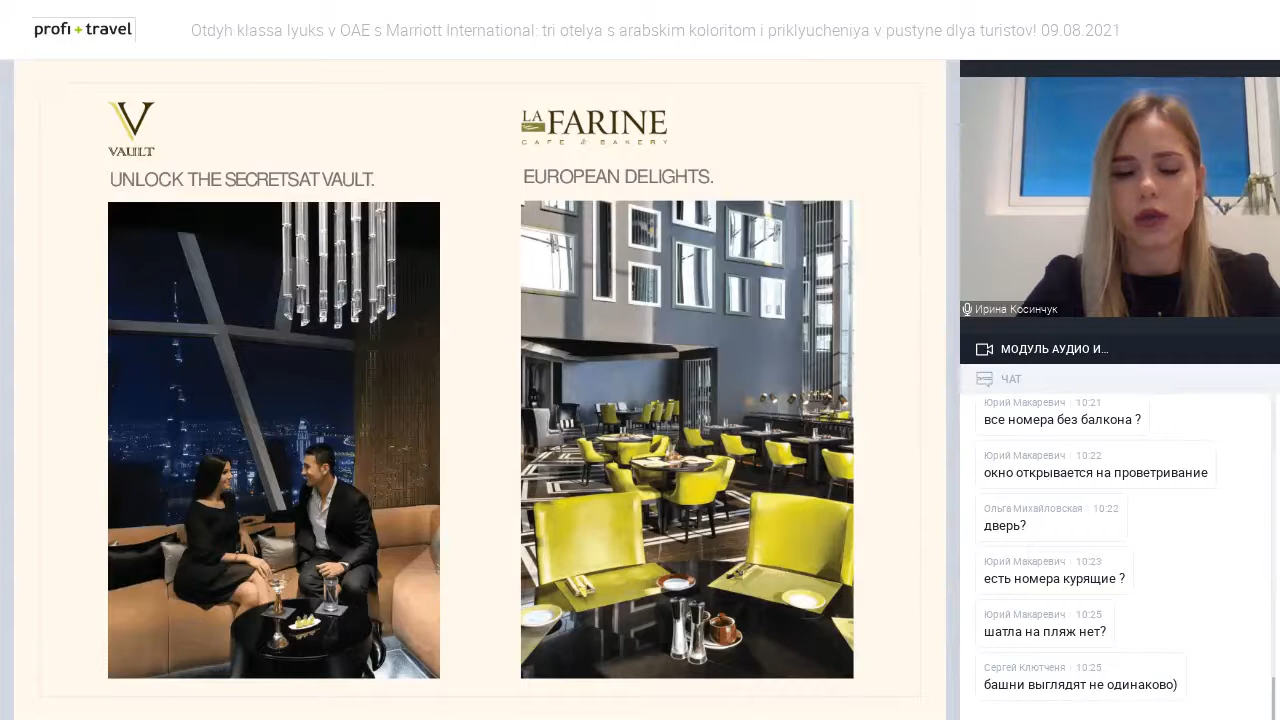 profi + travel
Otdyh klassa lyuks v OAE s Marriott International: tri otelya s arabskim koloritom i priklyucheniya v pustyne dlya turistov! 09.08.2021
V
VAULT
UNLOCK THE SECRETS AT VAULT.
LA FARINE
CAFE & BAKERY
EUROPEAN DELIGHTS.
Ирина Косинчук
МОДУЛЬ АУДИО И...
ЧАТ
Юрий Макаревич 10:21
все номера без балкона ?
Юрий Макаревич 10:22
окно открывается на проветривание
Ольга Михайловская 10:22
дверь?
Юрий Макаревич 10:23
есть номера курящие ?
Юрий Макаревич 10:25
шатла на пляж нет?
Сергей Клютченя 10:25
башни выглядят не одинаково)